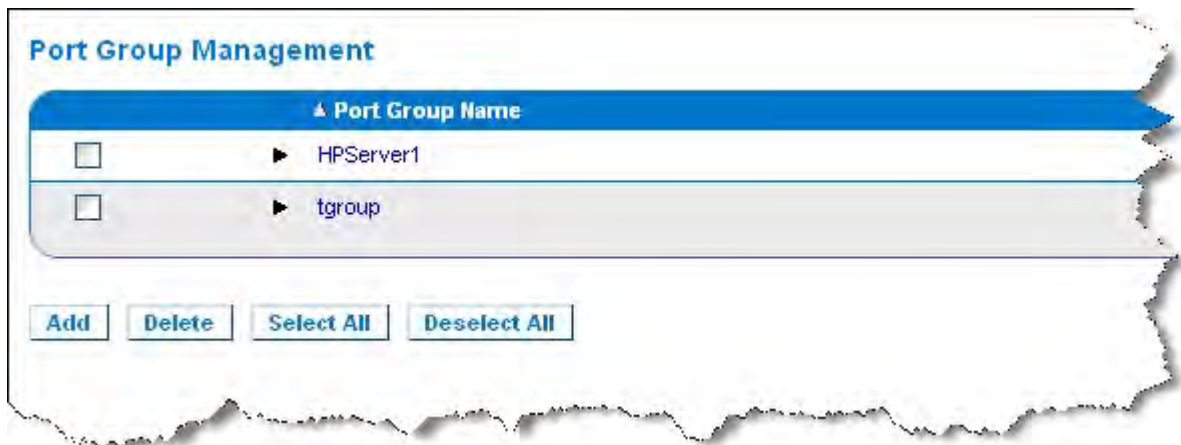 Port Group Management
▲ Port Group Name
► HPServer1
► tgroup
Add Delete Select All Deselect All